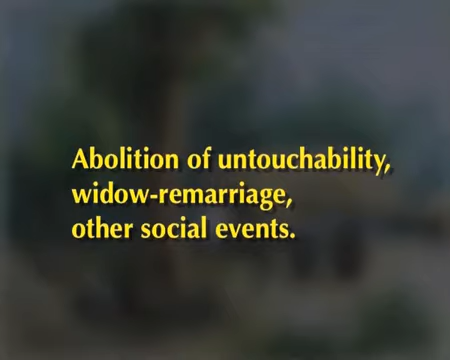 Abolition of untouchability,
widow-remarriage,
other social events.